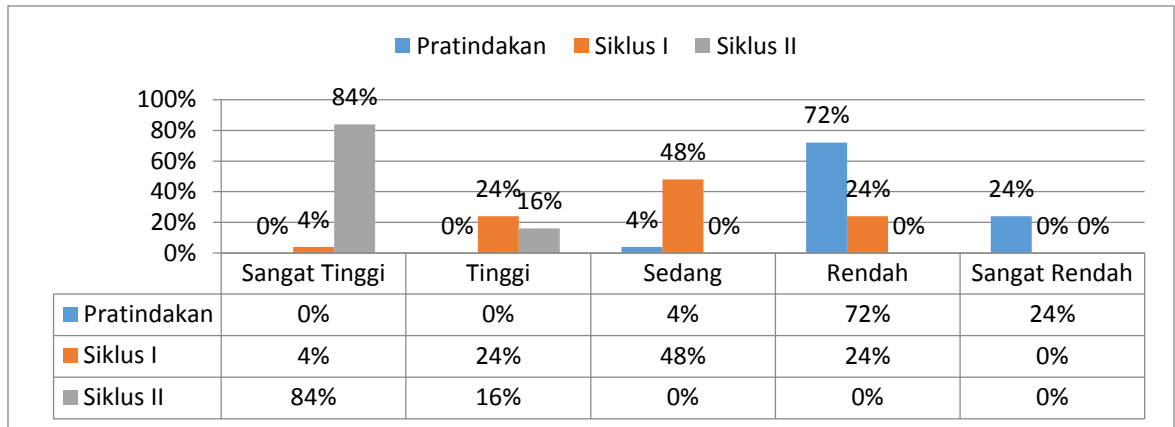 Pratindakan Siklus I Siklus II
100%
80%
60%
40%
20%
0%
0% 4% 84%
0% 24% 16%
4% 48% 0%
72% 24% 0%
24% 0% 0%
Sangat Tinggi Tinggi Sedang Rendah Sangat Rendah
Pratindakan 0% 0% 4% 72% 24%
Siklus I 4% 24% 48% 24% 0%
Siklus II 84% 16% 0% 0% 0%